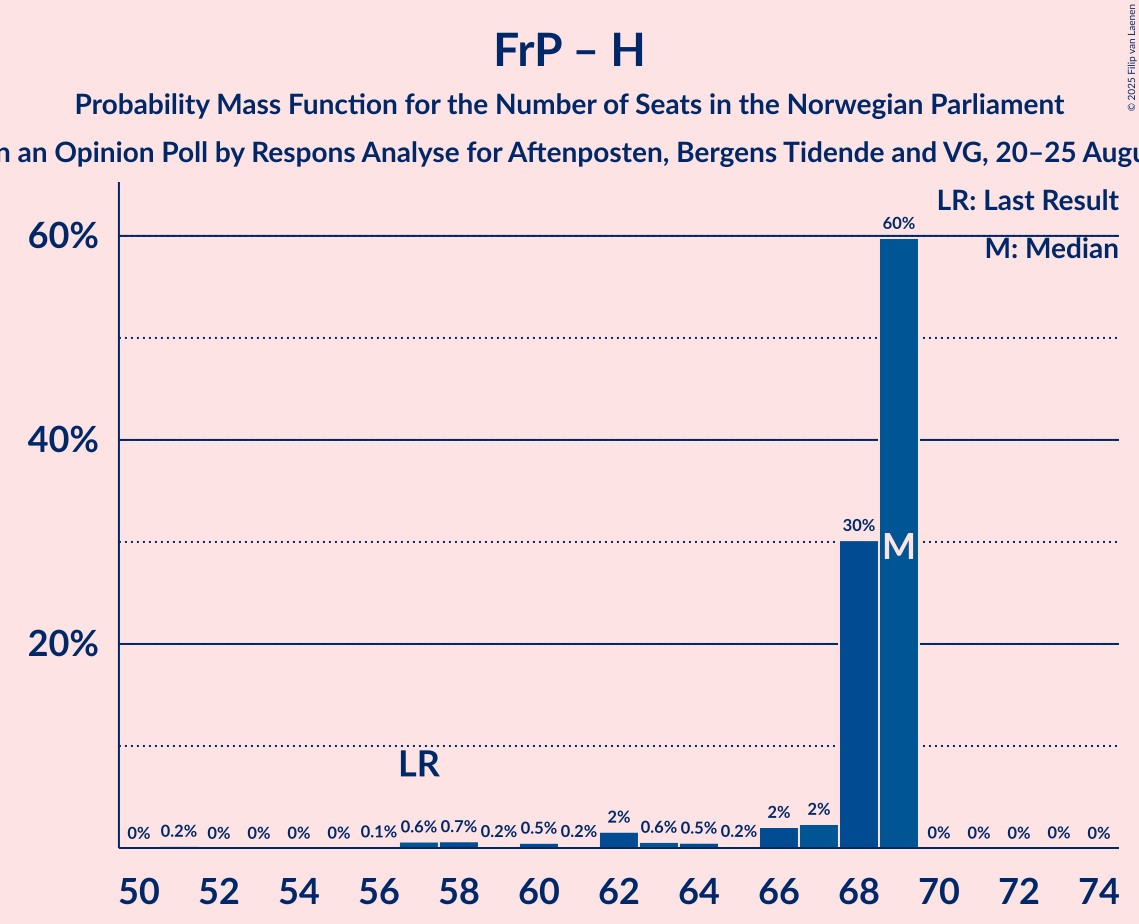 FrP – H
Probability Mass Function for the Number of Seats in the Norwegian Parliament
an Opinion Poll by Respons Analyse for Aftenposten, Bergens Tidende and VG, 20–25
© 2025 Filip van Laenen
LR: Last Result
M: Median
60%
40%
20%
0% 0.2% 0% 0% 0% 0% 0.1% 0.6% 0.7% 0.2% 0.5% 0.2% 2% 0.6% 0.5% 0.2% 2% 2% 30% 60% 0% 0% 0% 0% 0%
LR
M
50 52 54 56 58 60 62 64 66 68 70 72 74